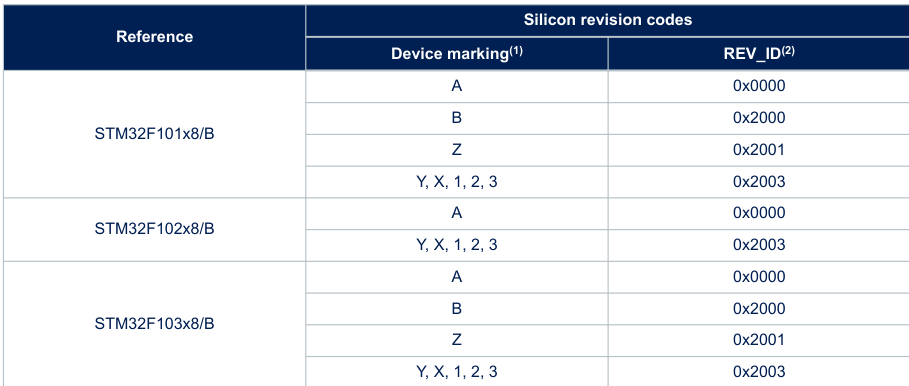 Reference
Silicon revision codes
Device marking(1)
REV_ID(2)
STM32F101x8/B
A
0x0000
B
0x2000
Z
0x2001
Y, X, 1, 2, 3
0x2003
STM32F102x8/B
A
0x0000
Y, X, 1, 2, 3
0x2003
STM32F103x8/B
A
0x0000
B
0x2000
Z
0x2001
Y, X, 1, 2, 3
0x2003